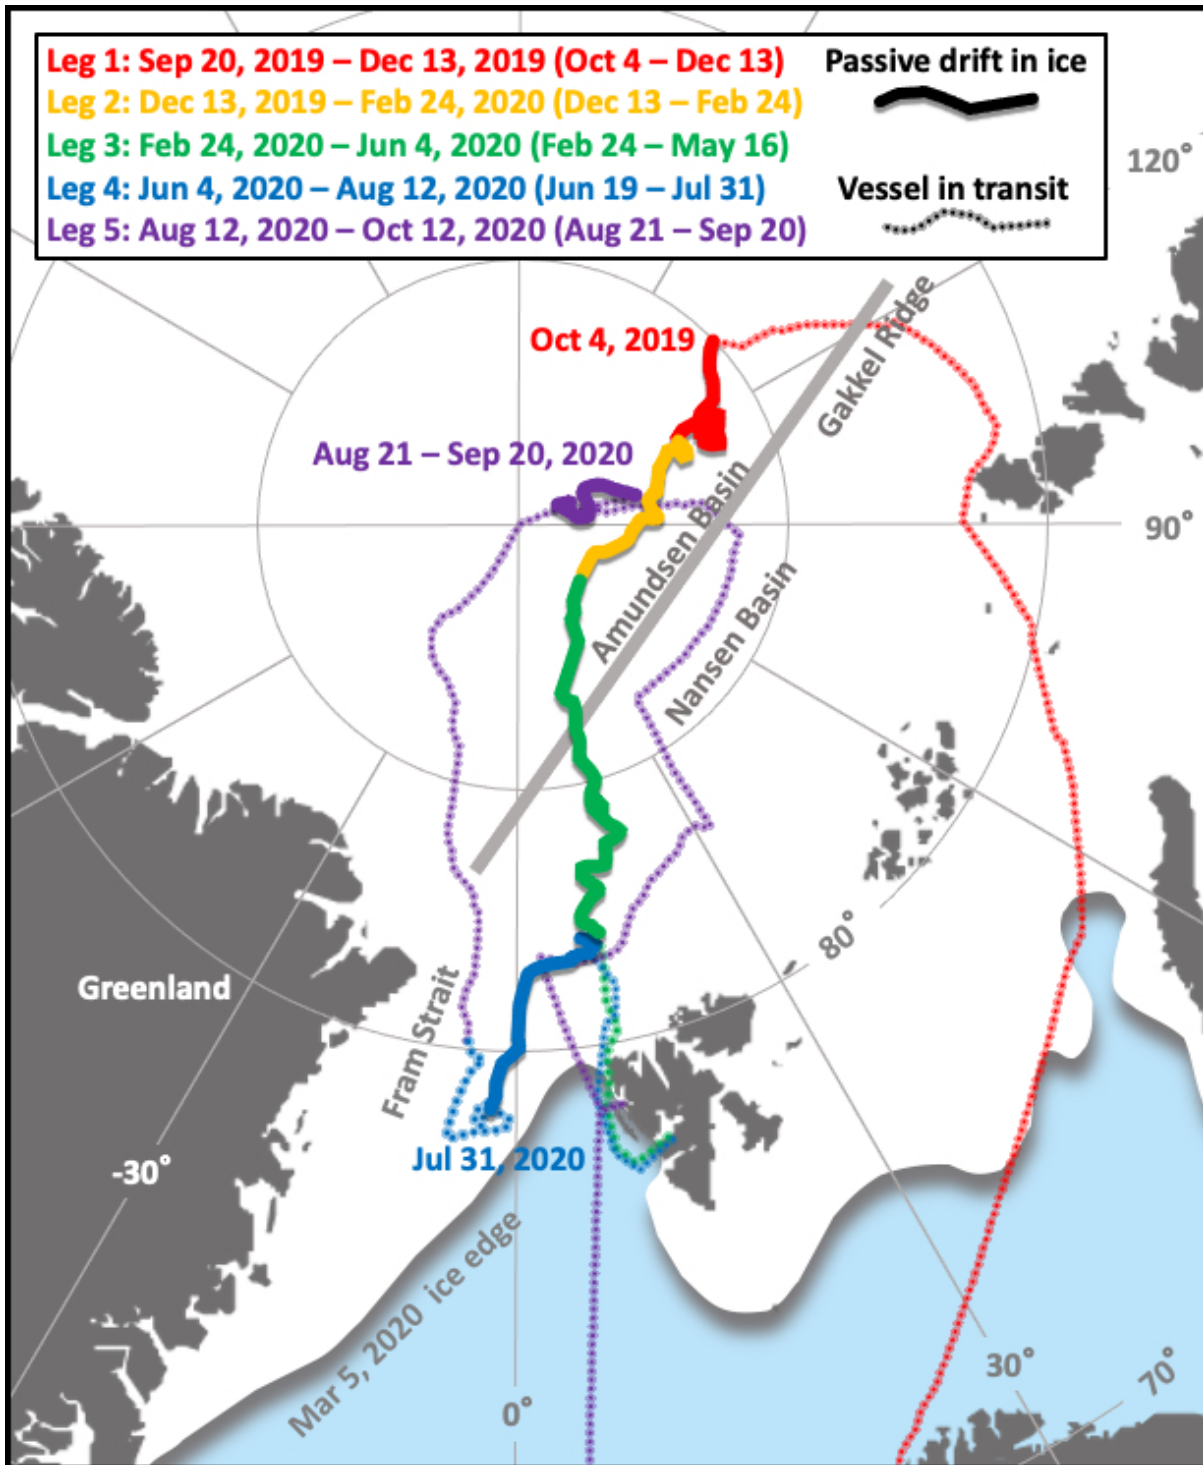 Leg 1: Sep 20, 2019 – Dec 13, 2019 (Oct 4 – Dec 13)
Leg 2: Dec 13, 2019 – Feb 24, 2020 (Dec 13 – Feb 24)
Leg 3: Feb 24, 2020 – Jun 4, 2020 (Feb 24 – May 16)
Leg 4: Jun 4, 2020 – Aug 12, 2020 (Jun 19 – Jul 31)
Leg 5: Aug 12, 2020 – Oct 12, 2020 (Aug 21 – Sep 20)
Passive drift in ice
Vessel in transit
120°
Oct 4, 2019
Gakkel Ridge
Aug 21 – Sep 20, 2020
90°
Amundsen Basin
Nansen Basin
80°
Greenland
Fram Strait
Jul 31, 2020
-30°
Mar 5, 2020 ice edge
30°
70°
0°